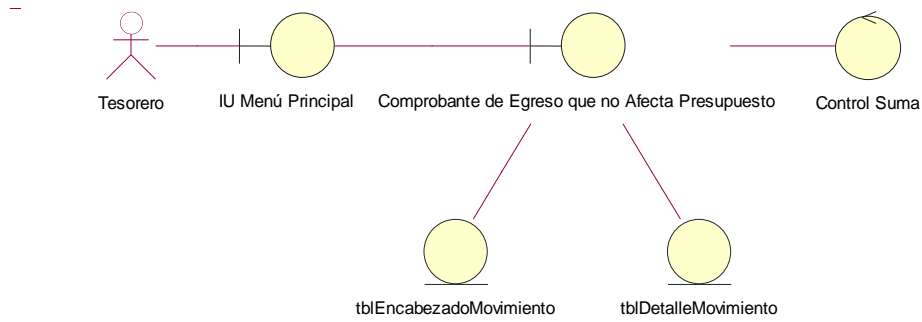 Tesorero
IU Menú Principal
Comprobante de Egreso que no Afecta Presupuesto
Control Suma
tblEncabezadoMovimiento
tblDetalleMovimiento